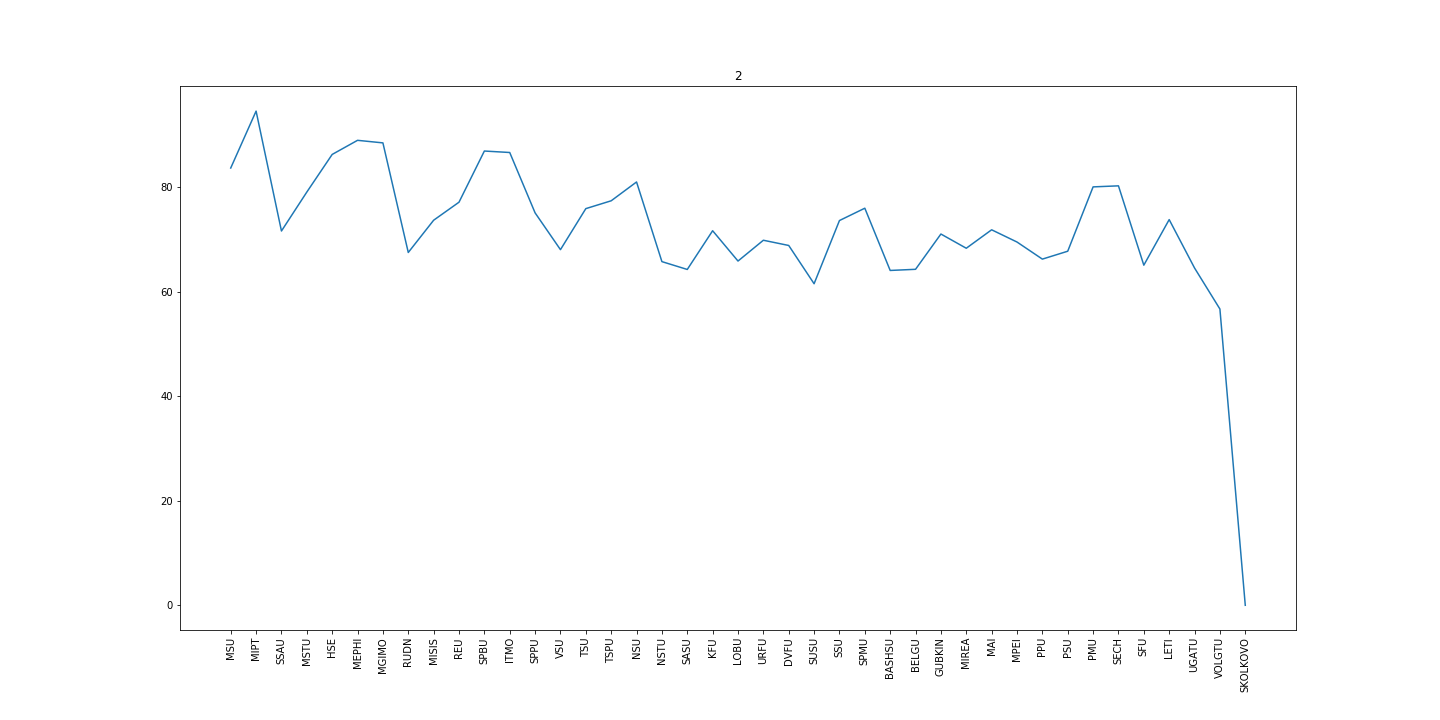 2
80
60
40
20
0
MSU
MIPT
SSAU
MSTU
HSE
MEPHI
MGIMO
RUDN
MISIS
REU
SPBU
ITMO
SPPU
VSU
TSU
TSPU
NSU
NSTU
SASU
KFU
LOBU
URFU
DVFU
SUSU
SSU
SPMU
BASHSU
BELGU
GUBKIN
MIREA
MAI
MPEI
PPU
PSU
PMU
SECH
SFU
LETI
UGATU
VOLGTU
SKOLKOVO